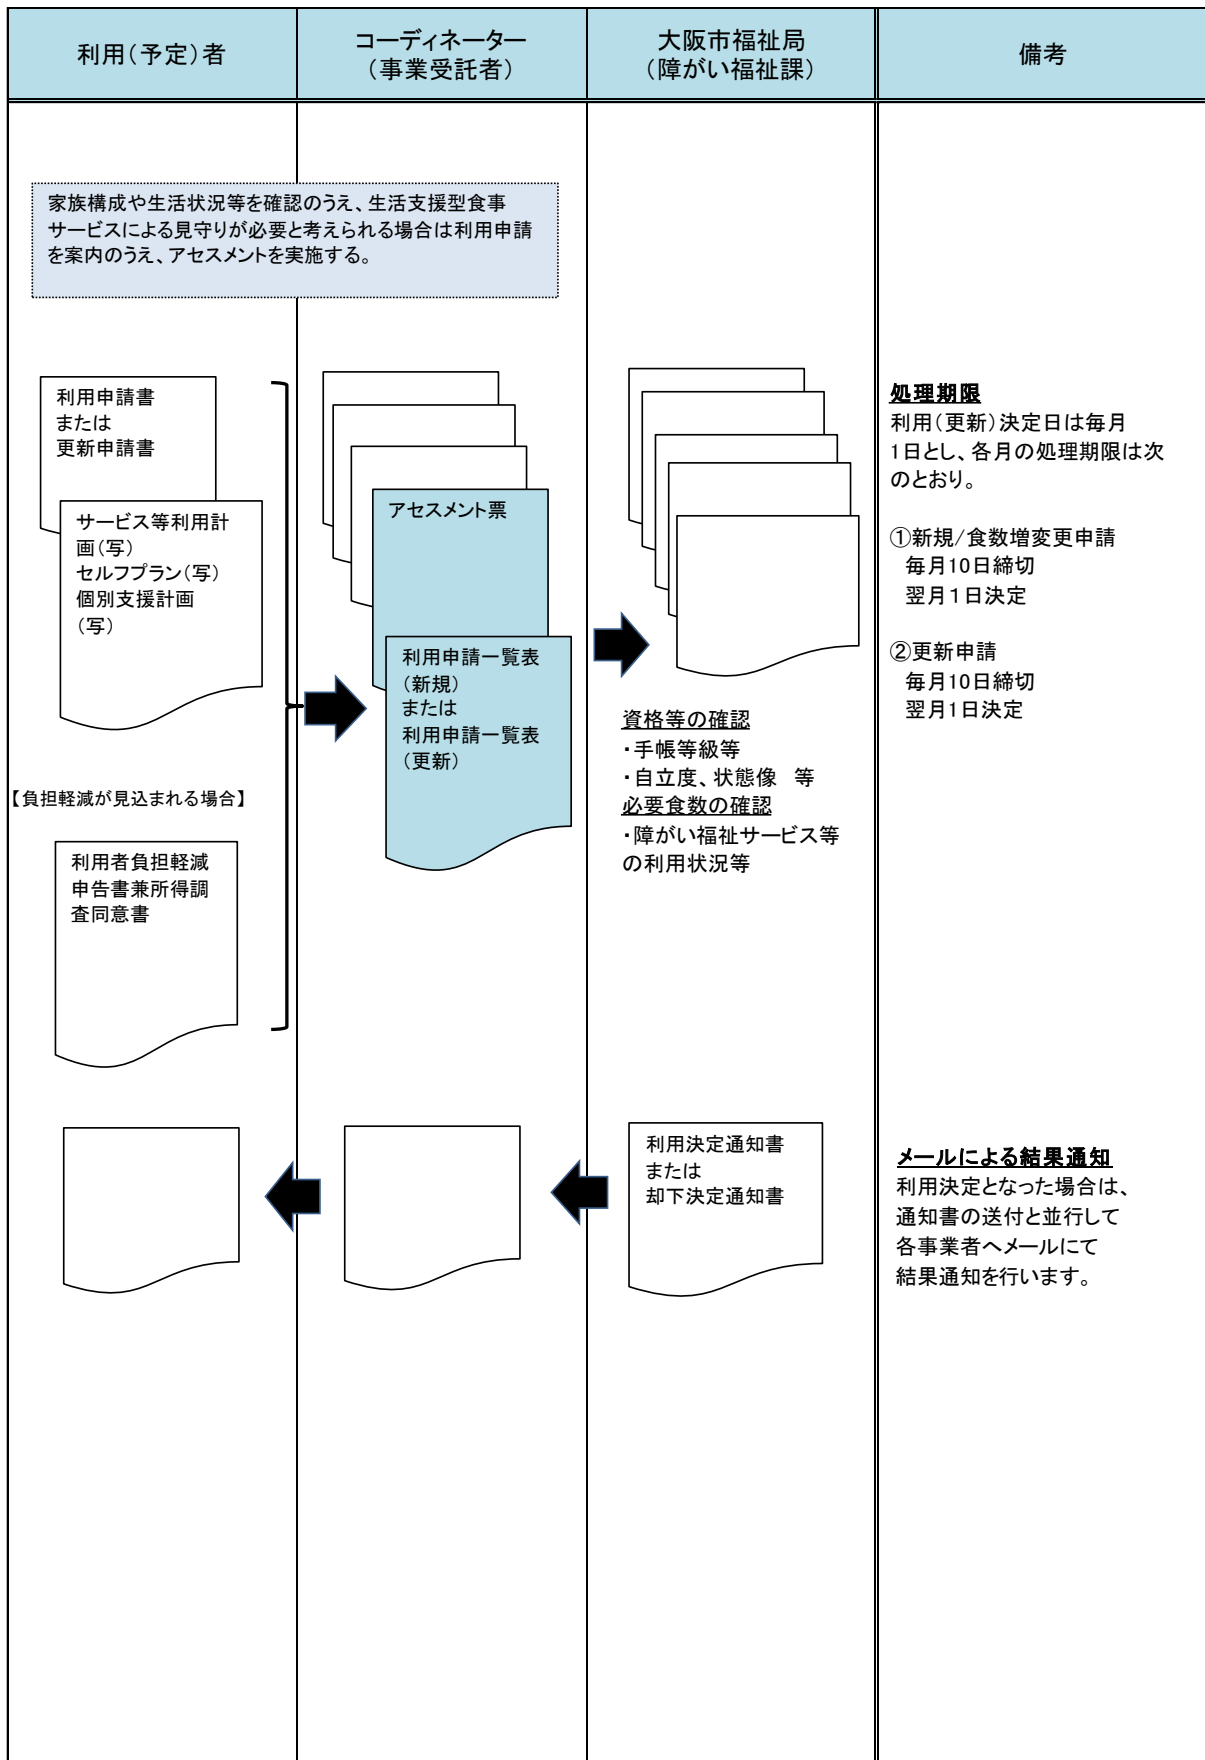 利用(予定)者
コーディネーター
(事業受託者)
大阪市福祉局
(障がい福祉課)
備考
家族構成や生活状況等を確認のうえ、生活支援型食事
サービスによる見守りが必要と考えられる場合は利用申請
を案内のうえ、アセスメントを実施する。
利用申請書
または
更新申請書
サービス等利用計
画(写)
セルフプラン(写)
個別支援計画
(写)
【負担軽減が見込まれる場合】
利用者負担軽減
申告書兼所得調
査同意書
アセスメント票
利用申請一覧表
(新規)
または
利用申請一覧表
(更新)
資格等の確認
・手帳等級等
・自立度、状態像　等
必要食数の確認
・障がい福祉サービス等
の利用状況等
処理期限
利用(更新)決定日は毎月
1日とし、各月の処理期限は次
のとおり。
①新規/食数増変更申請
毎月10日締切
翌月1日決定
②更新申請
毎月10日締切
翌月1日決定
利用決定通知書
または
却下決定通知書
メールによる結果通知
利用決定となった場合は、
通知書の送付と並行して
各事業者へメールにて
結果通知を行います。